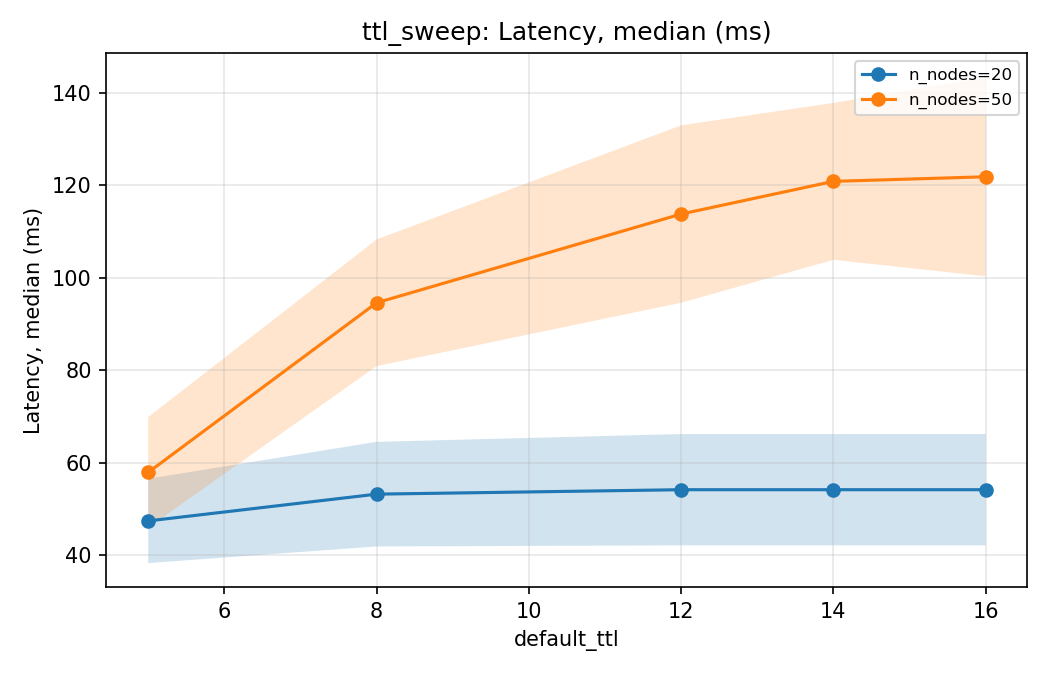 ttl_sweep: Latency, median (ms)
n_nodes=20
n_nodes=50
Latency, median (ms)
140
120
100
80
60
40
6 8 10 12 14 16
default_ttl